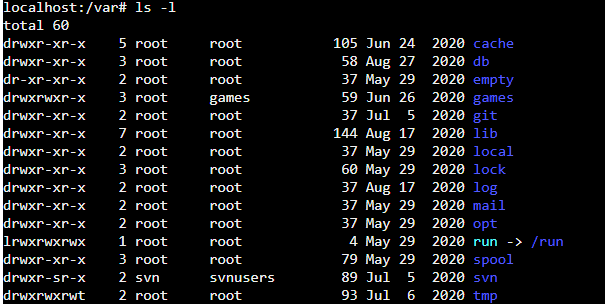 localhost:/var# ls -l
total 60
drwxr-xr-x 5 root root 105 Jun 24 2020 cache
drwxr-xr-x 3 root root 58 Aug 27 2020 db
dr-xr-xr-x 2 root root 37 May 29 2020 empty
drwxrwxr-x 3 root games 59 Jun 26 2020 games
drwxr-xr-x 2 root root 37 Jul 5 2020 git
drwxr-xr-x 7 root root 144 Aug 17 2020 lib
drwxr-xr-x 2 root root 37 May 29 2020 local
drwxr-xr-x 3 root root 60 May 29 2020 lock
drwxr-xr-x 2 root root 37 Aug 17 2020 log
drwxr-xr-x 2 root root 37 May 29 2020 mail
drwxr-xr-x 2 root root 37 May 29 2020 opt
lrwxrwxrwx 1 root root 4 May 29 2020 run -> /run
drwxr-xr-x 3 root root 79 May 29 2020 spool
drwxr-sr-x 2 svn svnusers 89 Jul 5 2020 svn
drwxrwxrwt 2 root root 93 Jul 6 2020 tmp